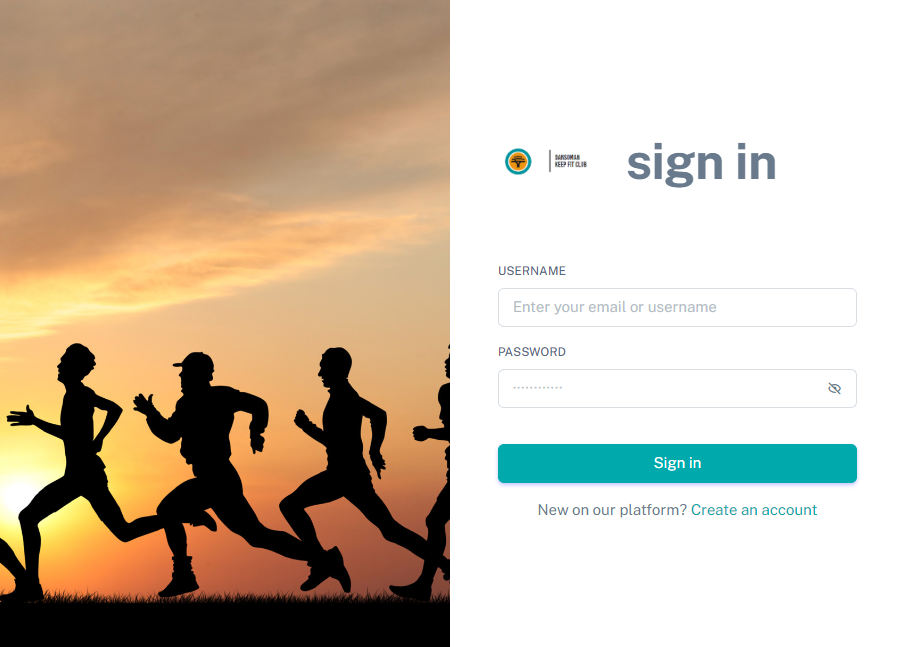 DANSOMAN
KEEP FIT CLUB
sign in
USERNAME
Enter your email or username
PASSWORD
············
Sign in
New on our platform? Create an account